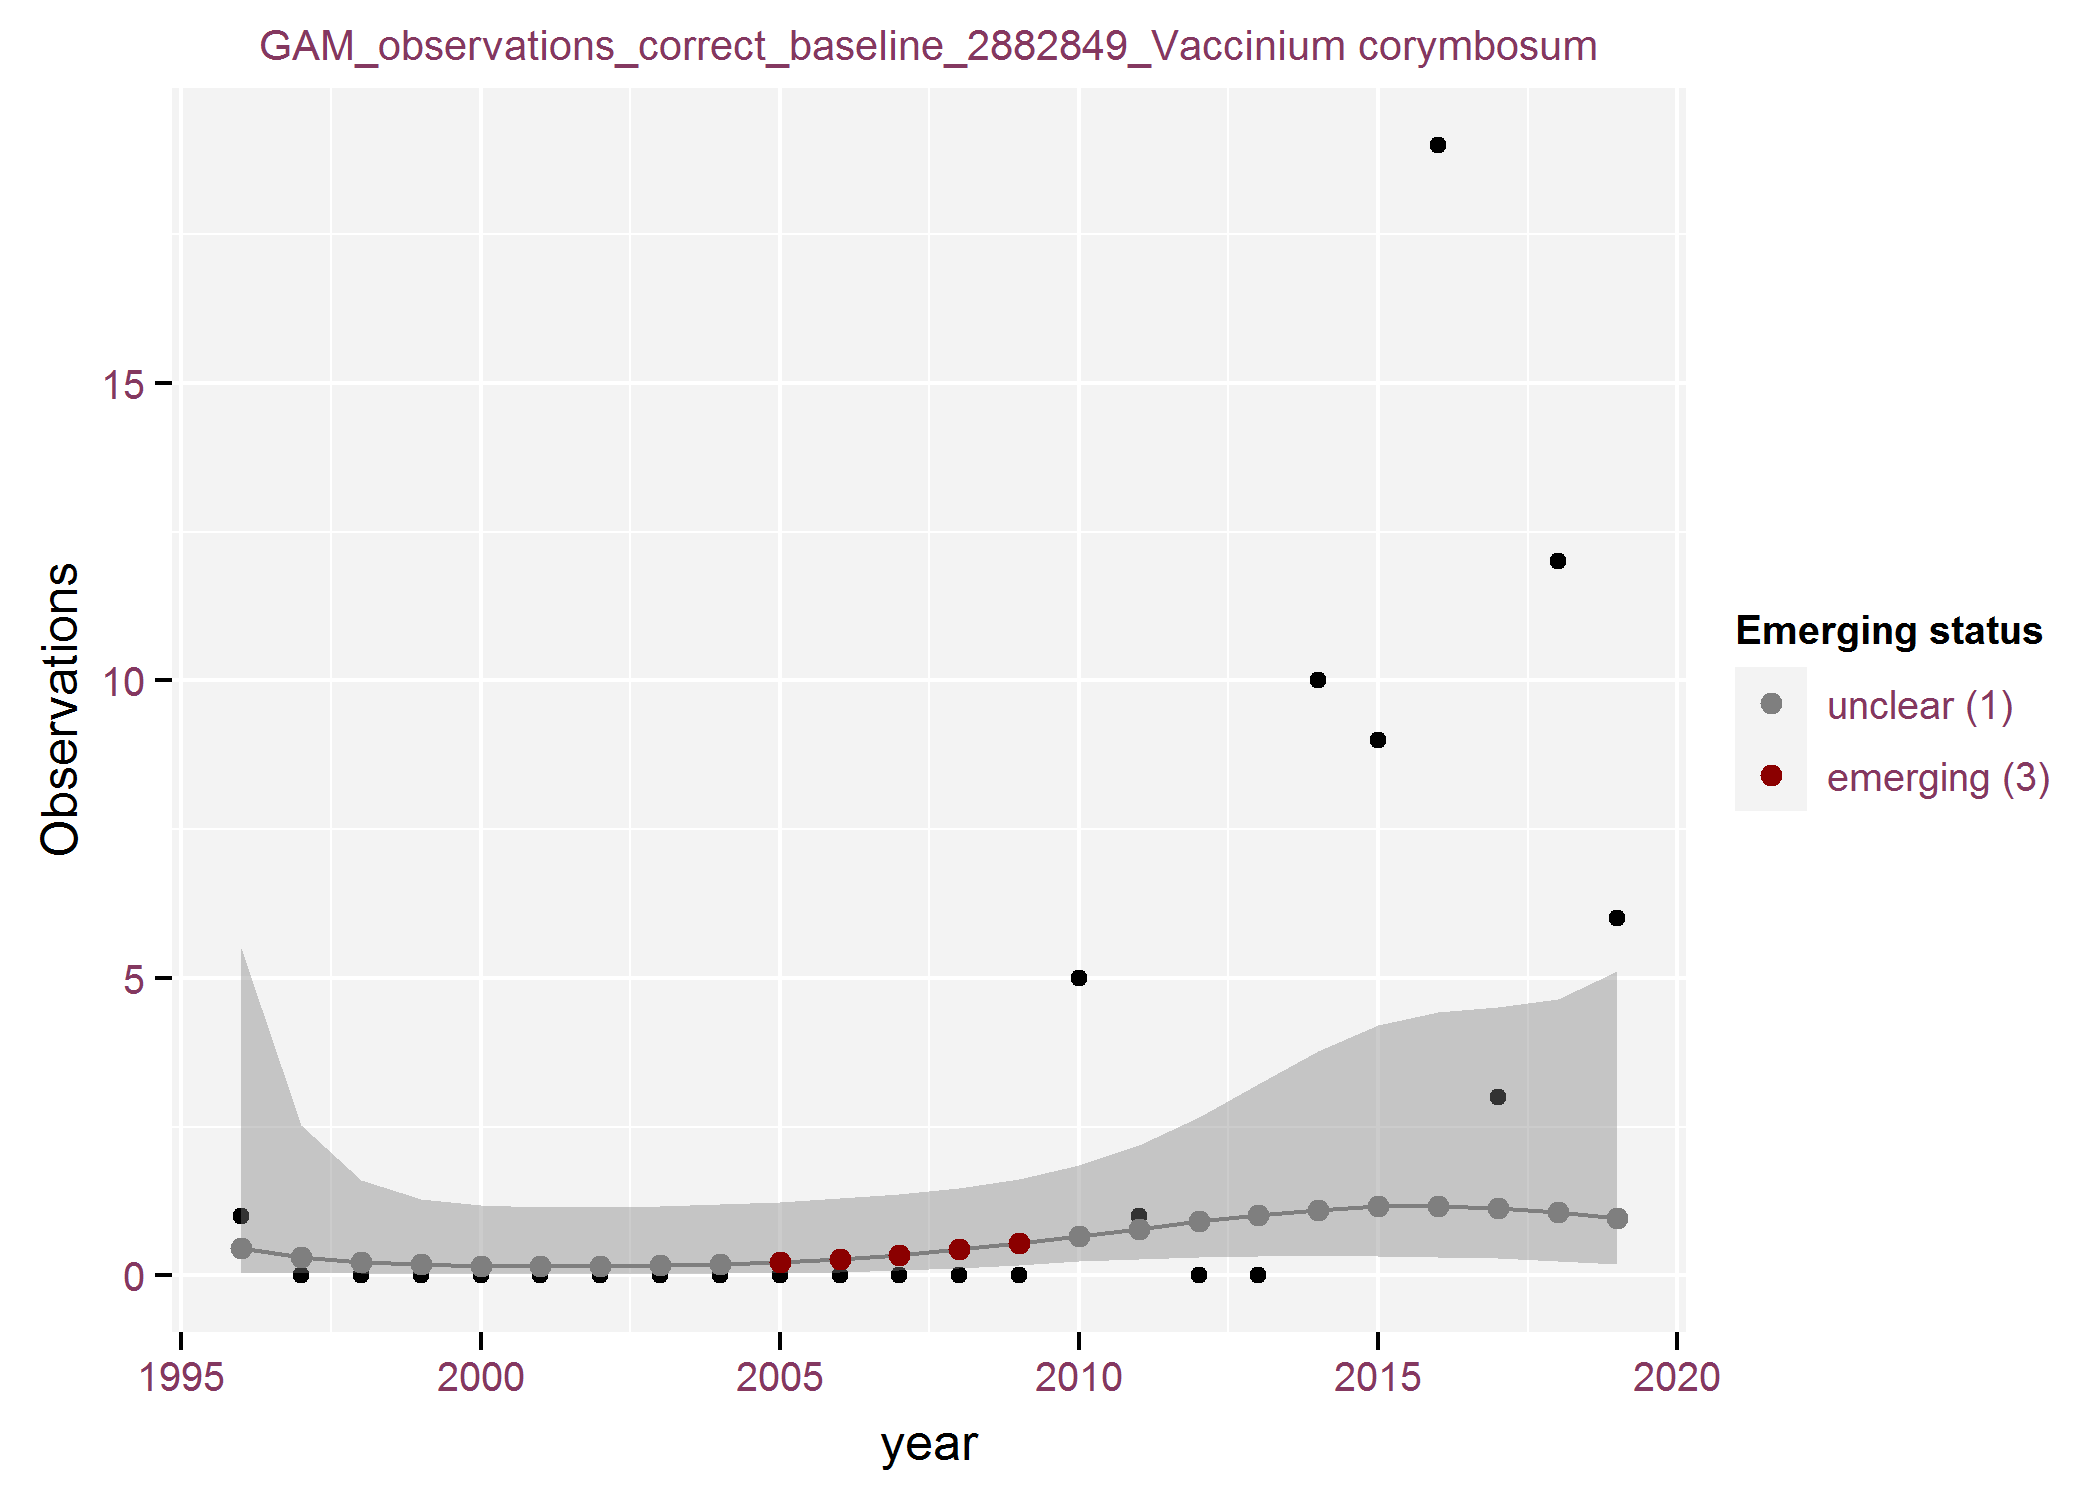 GAM_observations_correct_baseline_2882849_Vaccinium corymbosum
Observations
15
10
5
0
1995 2000 2005 2010 2015 2020
year
Emerging status
unclear (1)
emerging (3)